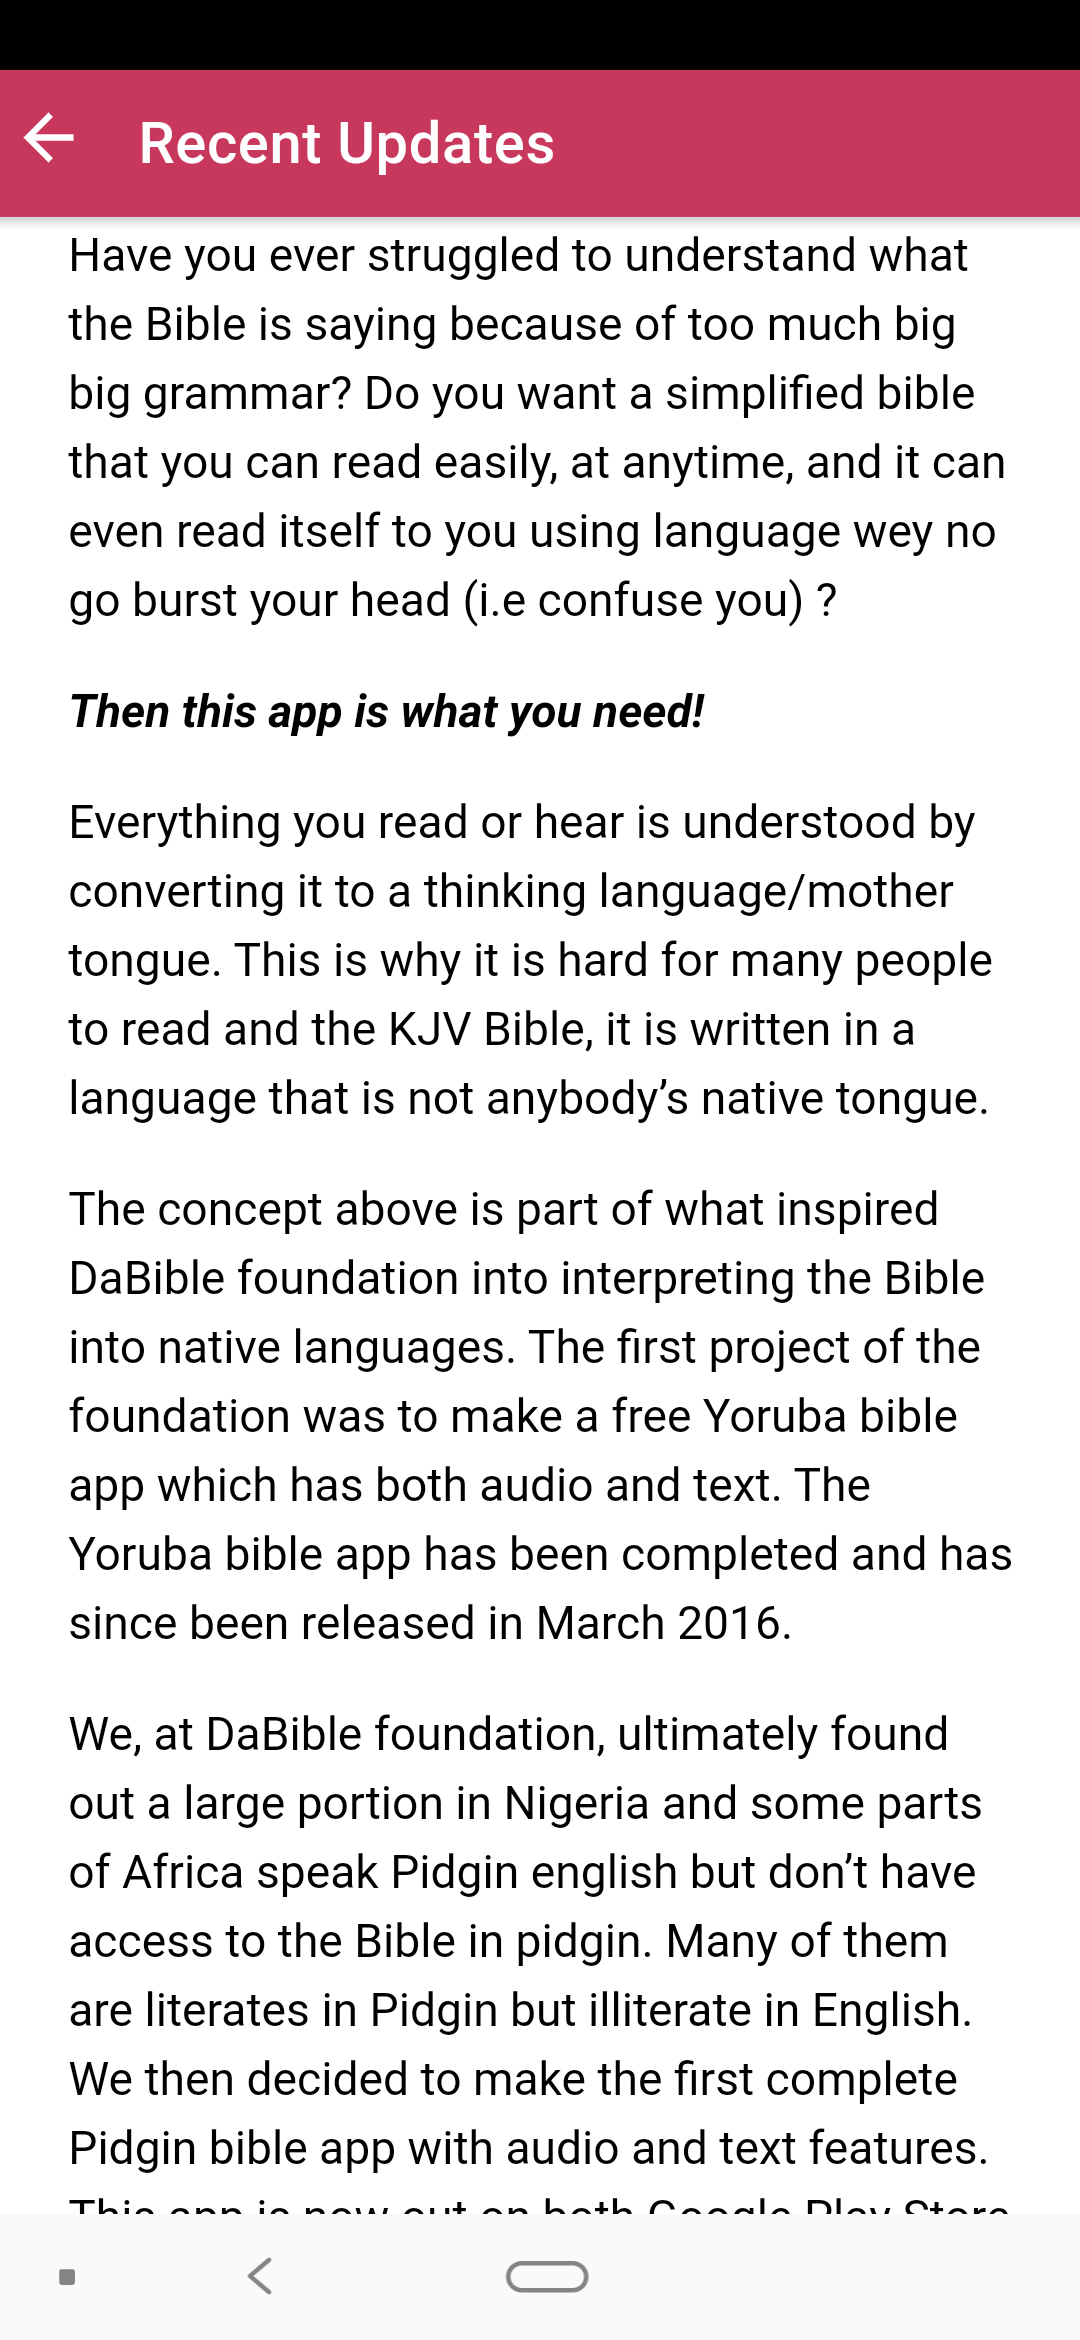 Recent Updates
Have you ever struggled to understand what
the Bible is saying because of too much big
big grammar? Do you want a simplified bible
that you can read easily, at anytime, and it can
even read itself to you using language wey no
go burst your head (i.e confuse you) ?
Then this app is what you need!
Everything you read or hear is understood by
converting it to a thinking language/mother
tongue. This is why it is hard for many people
to read and the KJV Bible, it is written in a
language that is not anybody’s native tongue.
The concept above is part of what inspired
DaBible foundation into interpreting the Bible
into native languages. The first project of the
foundation was to make a free Yoruba bible
app which has both audio and text. The
Yoruba bible app has been completed and has
since been released in March 2016.
We, at DaBible foundation, ultimately found
out a large portion in Nigeria and some parts
of Africa speak Pidgin english but don’t have
access to the Bible in pidgin. Many of them
are literates in Pidgin but illiterate in English.
We then decided to make the first complete
Pidgin bible app with audio and text features.
This app is now out on both Google Play Store